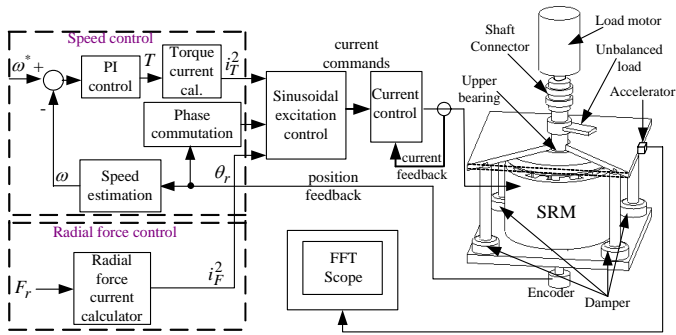 Speed control
ω* +
-
PI
control
T
Torque
current
cal.
i_T^2
Phase
commutation
ω
Speed
estimation
θ_r
Radial force control
F_r
Radial
force
current
calculator
i_F^2
Sinusoidal
excitation
control
current
commands
Current
control
current
feedback
position
feedback
FFT
Scope
Load motor
Shaft
Connector
Unbalanced
load
Accelerator
Upper
bearing
SRM
Encoder
Damper